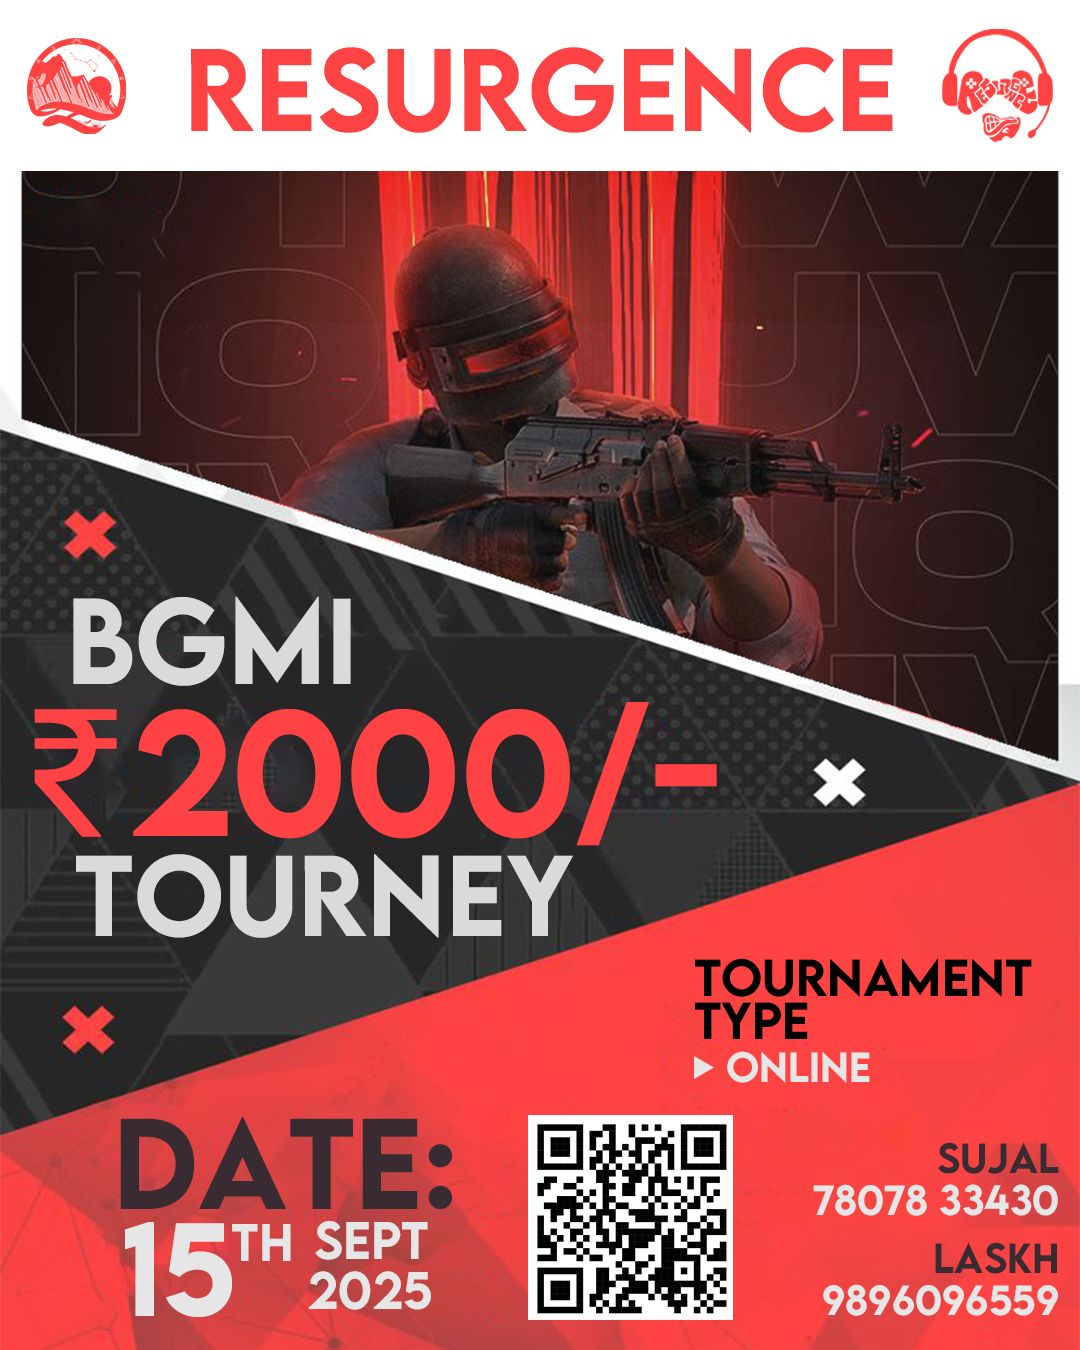 RESURGENCE
BGMI
₹2000/-
TOURNEY
TOURNAMENT
TYPE
ONLINE
DATE:
15TH SEPT
2025
SUJAL
78078 33430
LASKH
9896096559